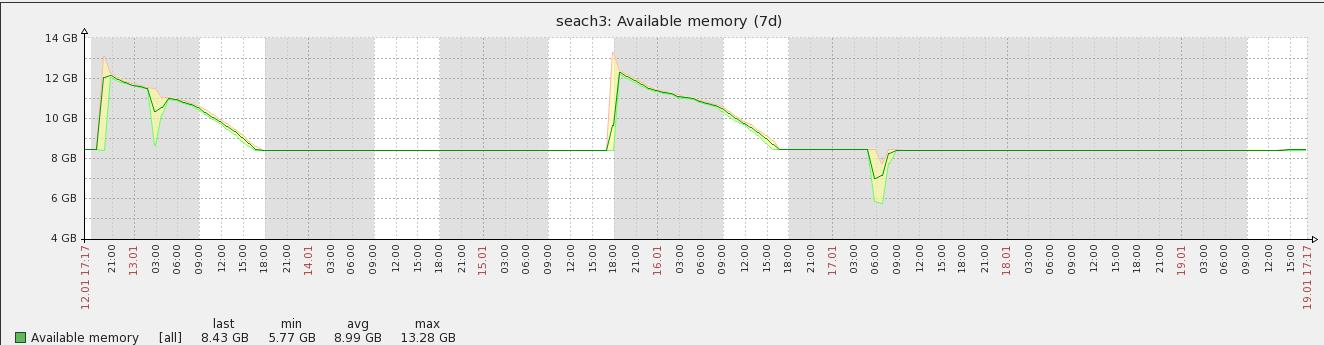 seach3: Available memory (7d)
14 GB
12 GB
10 GB
8 GB
6 GB
4 GB
12.01 17:17 21:00 13.01 03:00 06:00 09:00 12:00 15:00 18:00 21:00 14.01 03:00 06:00 09:00 12:00 15:00 18:00 21:00 15.01 03:00 06:00 09:00 12:00 15:00 18:00 21:00 16.01 03:00 06:00 09:00 12:00 15:00 18:00 21:00 17.01 03:00 06:00 09:00 12:00 15:00 18:00 21:00 18.01 03:00 06:00 09:00 12:00 15:00 18:00 21:00 19.01 03:00 06:00 09:00 12:00 15:00 19.01 17:17
last min avg max
Available memory [all] 8.43 GB 5.77 GB 8.99 GB 13.28 GB